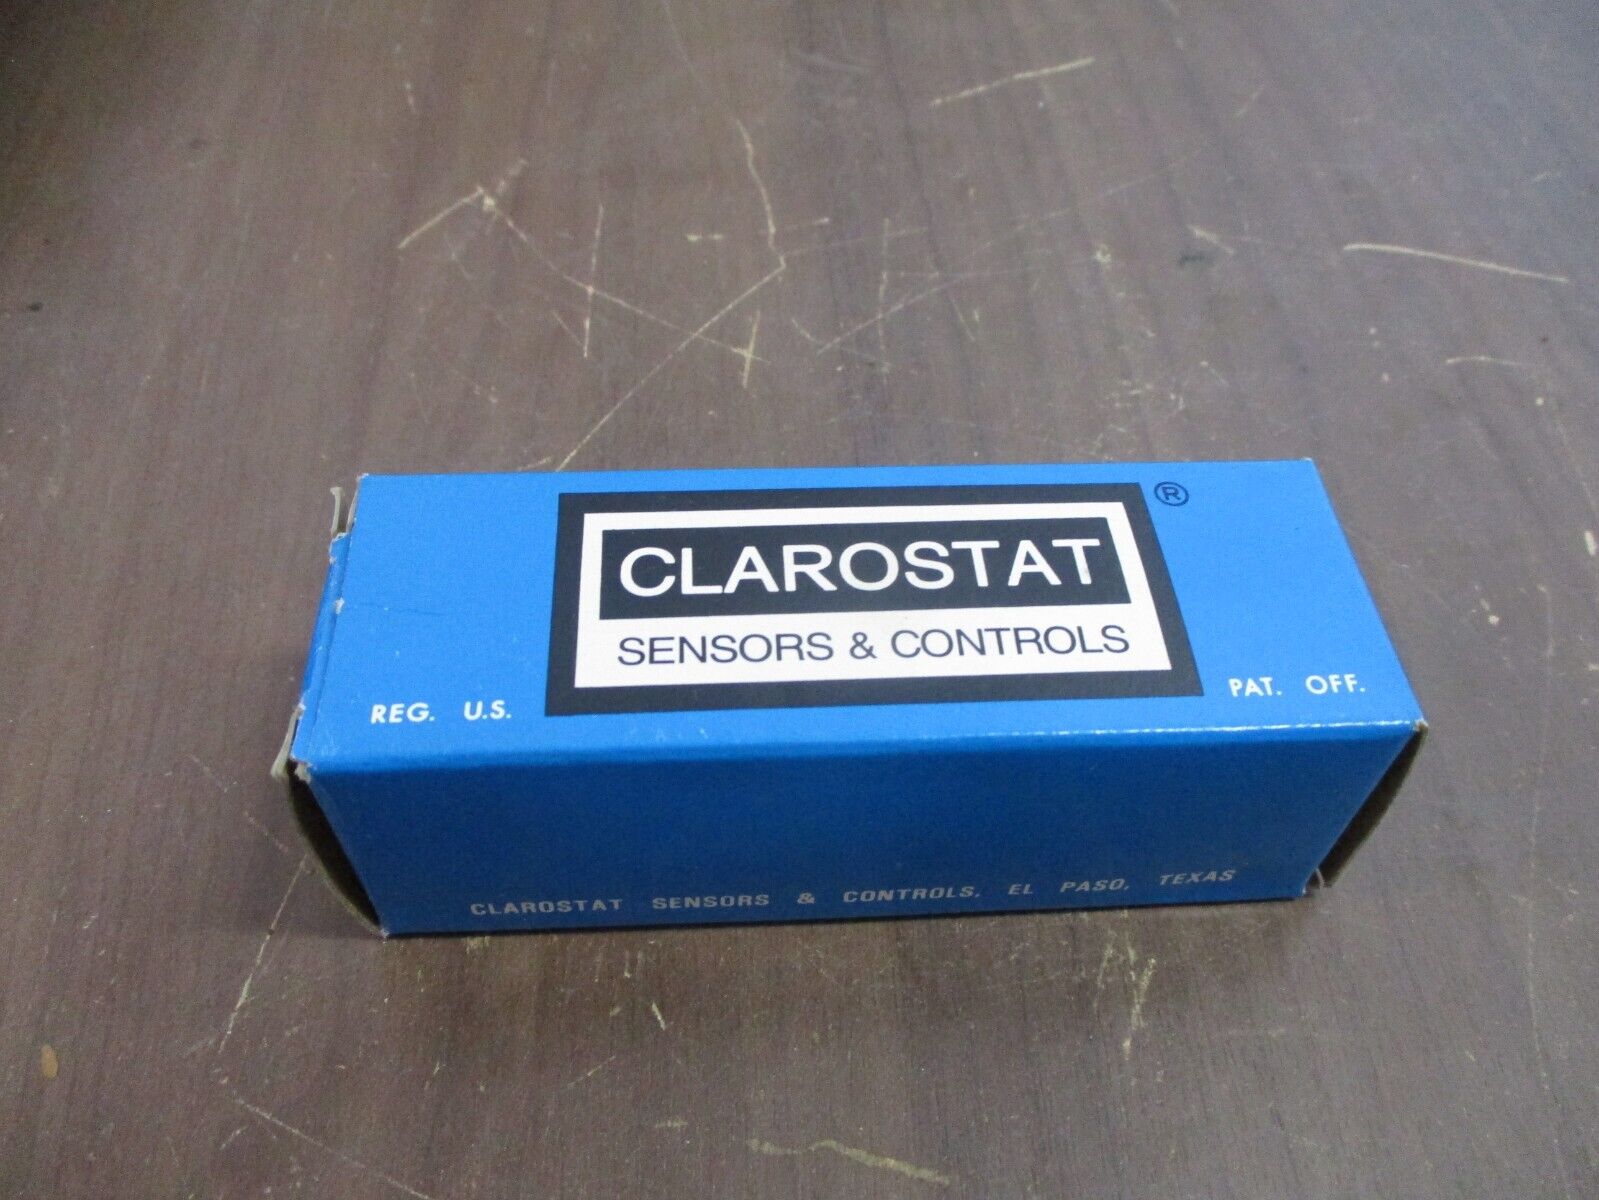 ®
CLAROSTAT
SENSORS & CONTROLS
REG. U.S. PAT. OFF.
CLAROSTAT SENSORS & CONTROLS, EL PASO, TEXAS